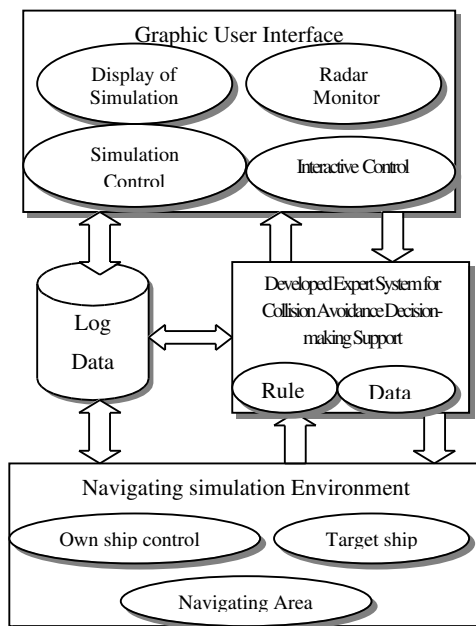 Graphic User Interface
Display of
Simulation
Radar
Monitor
Simulation
Control
Interactive Control
Log
Data
Developed Expert System for
Collision Avoidance Decision-
making Support
Rule
Data
Navigating simulation Environment
Own ship control
Target ship
Navigating Area